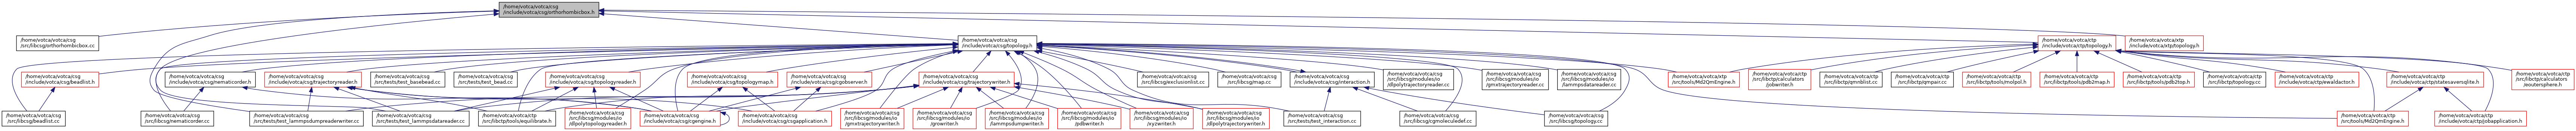 /home/votca/votca/csg
/include/votca/csg/orthorhombicbox.h
/home/votca/votca/csg
/src/libcsg/orthorhombicbox.cc
/home/votca/votca/csg
/include/votca/csg/topology.h
/home/votca/votca/ctp
/include/votca/ctp/topology.h
/home/votca/votca/xtp
/include/votca/xtp/topology.h
/home/votca/votca/csg
/include/votca/csg/beadlist.h
/home/votca/votca/csg
/include/votca/csg/nematicorder.h
/home/votca/votca/csg
/include/votca/csg/trajectoryreader.h
/home/votca/votca/csg
/src/tests/test_basebead.cc
/home/votca/votca/csg
/src/tests/test_bead.cc
/home/votca/votca/csg
/include/votca/csg/topologyreader.h
/home/votca/votca/csg
/include/votca/csg/topologymap.h
/home/votca/votca/csg
/include/votca/csg/cgobserver.h
/home/votca/votca/csg
/include/votca/csg/trajectorywriter.h
/home/votca/votca/csg
/src/libcsg/exclusionlist.cc
/home/votca/votca/csg
/src/libcsg/map.cc
/home/votca/votca/csg
/include/votca/csg/interaction.h
/home/votca/votca/csg
/src/libcsg/modules/io
/dlpolytrajectoryreader.cc
/home/votca/votca/csg
/src/libcsg/modules/io
/gmxtrajectoryreader.cc
/home/votca/votca/csg
/src/libcsg/modules/io
/lammpsdatareader.cc
/home/votca/votca/ctp
/src/tools/Md2QmEngine.h
/home/votca/votca/ctp
/src/libctp/calculators
/jobwriter.h
/home/votca/votca/ctp
/src/libctp/qmnblist.cc
/home/votca/votca/ctp
/src/libctp/qmpair.cc
/home/votca/votca/ctp
/src/libctp/tools/molpol.h
/home/votca/votca/ctp
/src/libctp/tools/pdb2map.h
/home/votca/votca/ctp
/src/libctp/tools/pdb2top.h
/home/votca/votca/ctp
/src/libctp/topology.cc
/home/votca/votca/ctp
/include/votca/ctp/ewaldactor.h
/home/votca/votca/ctp
/include/votca/ctp/statesaversqlite.h
/home/votca/votca/ctp
/src/libctp/calculators
/eoutersphere.h
/home/votca/votca/csg
/src/libcsg/beadlist.cc
/home/votca/votca/csg
/src/libcsg/nematicorder.cc
/home/votca/votca/csg
/src/tests/test_lammpsdumpreaderwriter.cc
/home/votca/votca/csg
/src/tests/test_lammpsdatareader.cc
/home/votca/votca/ctp
/src/libctp/tools/equilibrate.h
/home/votca/votca/csg
/src/libcsg/modules/io
/dlpolytopologyreader.h
/home/votca/votca/csg
/include/votca/csg/cgengine.h
/home/votca/votca/csg
/include/votca/csg/csgapplication.h
/home/votca/votca/csg
/src/libcsg/modules/io
/gmxtrajectorywriter.h
/home/votca/votca/csg
/src/libcsg/modules/io
/growriter.h
/home/votca/votca/csg
/src/libcsg/modules/io
/lammpsdumpwriter.h
/home/votca/votca/csg
/src/libcsg/modules/io
/pdbwriter.h
/home/votca/votca/csg
/src/libcsg/modules/io
/xyzwriter.h
/home/votca/votca/csg
/src/libcsg/modules/io
/dlpolytrajectorywriter.h
/home/votca/votca/csg
/src/tests/test_interaction.cc
/home/votca/votca/csg
/src/libcsg/cgmoleculedef.cc
/home/votca/votca/csg
/src/libcsg/topology.cc
/home/votca/votca/ctp
/src/tools/Md2QmEngine.h
/home/votca/votca/ctp
/include/votca/ctp/jobapplication.h